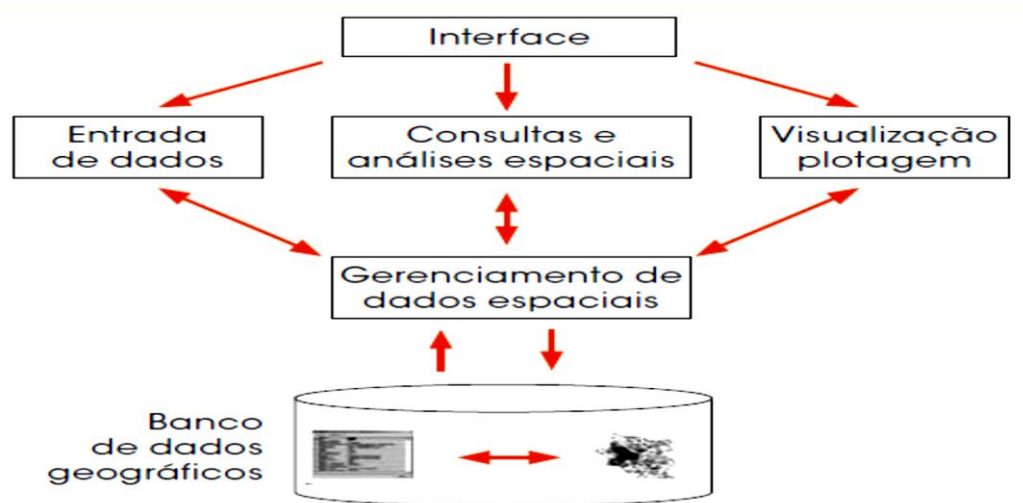 Interface
Entrada
de dados
Consultas e
análises espaciais
Visualização
plotagem
Gerenciamento de
dados espaciais
Banco
de dados
geográficos